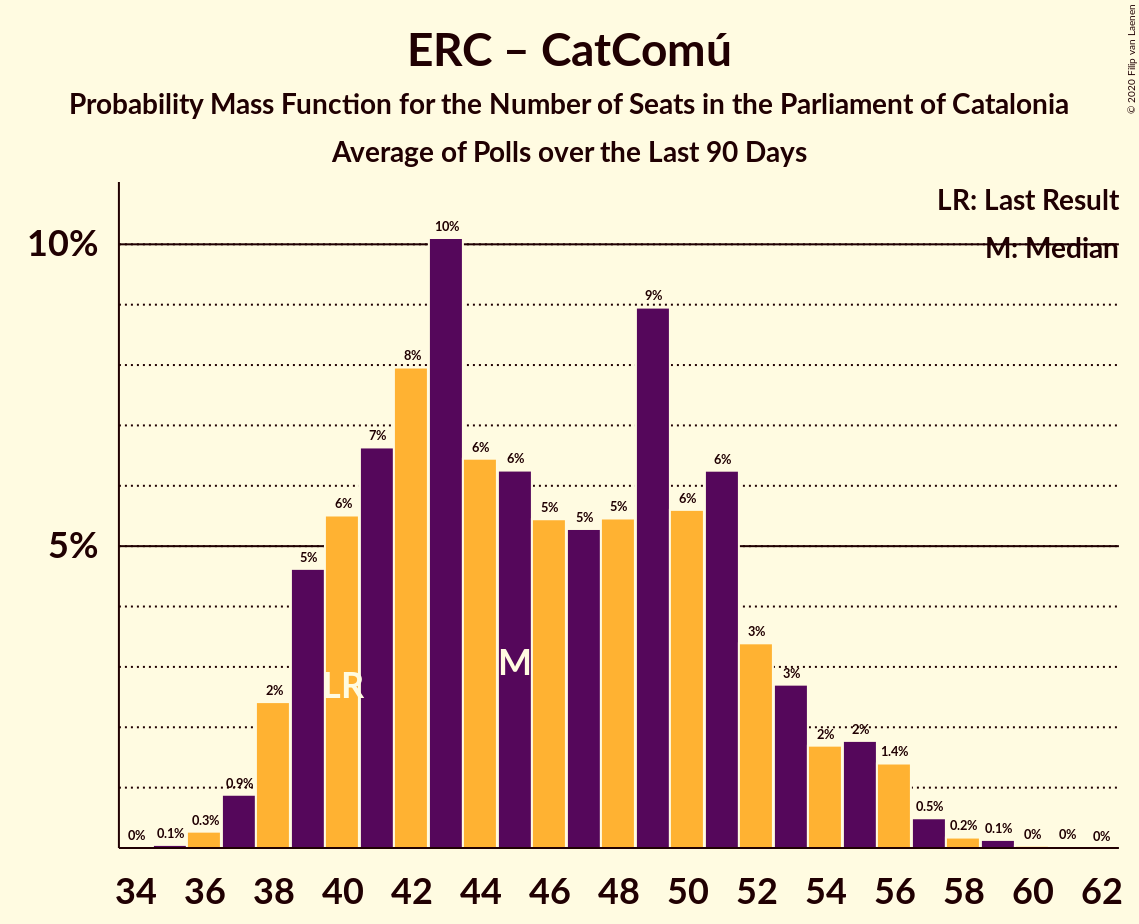 ERC – CatComú
Probability Mass Function for the Number of Seats in the Parliament of Catalonia
Average of Polls over the Last 90 Days
© 2020 Filip van Laenen
LR: Last Result
M: Median
10%
5%
0% 0.1% 0.3% 0.9% 2% 5% 6% 7% 8% 10% 6% 6% 5% 5% 5% 9% 6% 6% 3% 3% 2% 2% 1.4% 0.5% 0.2% 0.1% 0% 0% 0%
LR
M
34 36 38 40 42 44 46 48 50 52 54 56 58 60 62